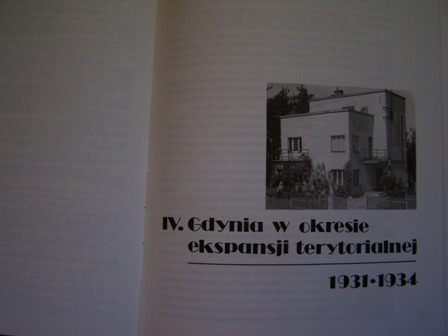 IV. Gdynia w okresie
ekspansji terytorialnej
1931•1934